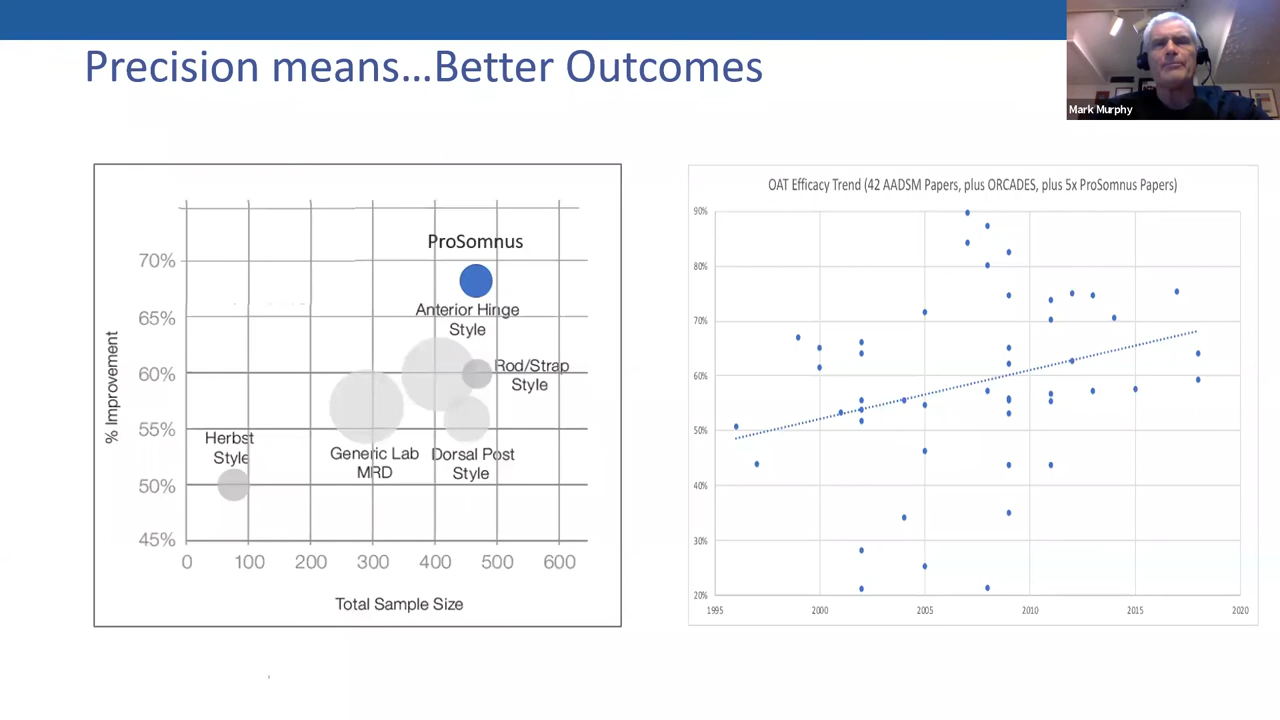 Precision means...Better Outcomes
Mark Murphy
% Improvement
70%
65%
60%
55%
50%
45%
0 100 200 300 400 500 600
Total Sample Size
ProSomnus
Anterior Hinge
Style
Rod/Strap
Style
Herbst
Style
Generic Lab
MRD
Dorsal Post
Style
OAT Efficacy Trend (42 AADSM Papers, plus ORCADES, plus 5x ProSomnus Papers)
90%
80%
70%
60%
50%
40%
30%
20%
1995 2000 2005 2010 2015 2020